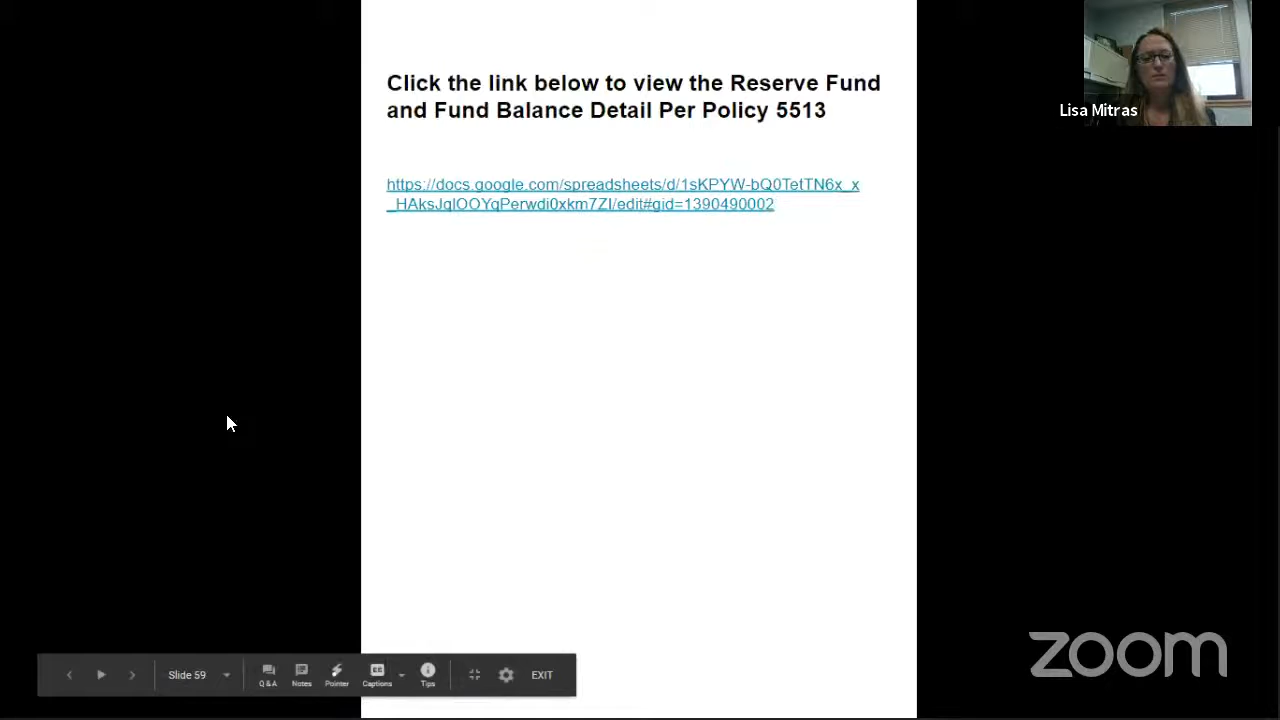 Click the link below to view the Reserve Fund
and Fund Balance Detail Per Policy 5513
Lisa Mitras
https://docs.google.com/spreadsheets/d/1sKPYW-bQ0TetTN6x_x
_HAksJqlOOYqPerwdi0xkm7ZI/edit#gid=1390490002
zoom
Slide 59
Q&A
Notes
Pointer
CC
Captions
Tips
EXIT